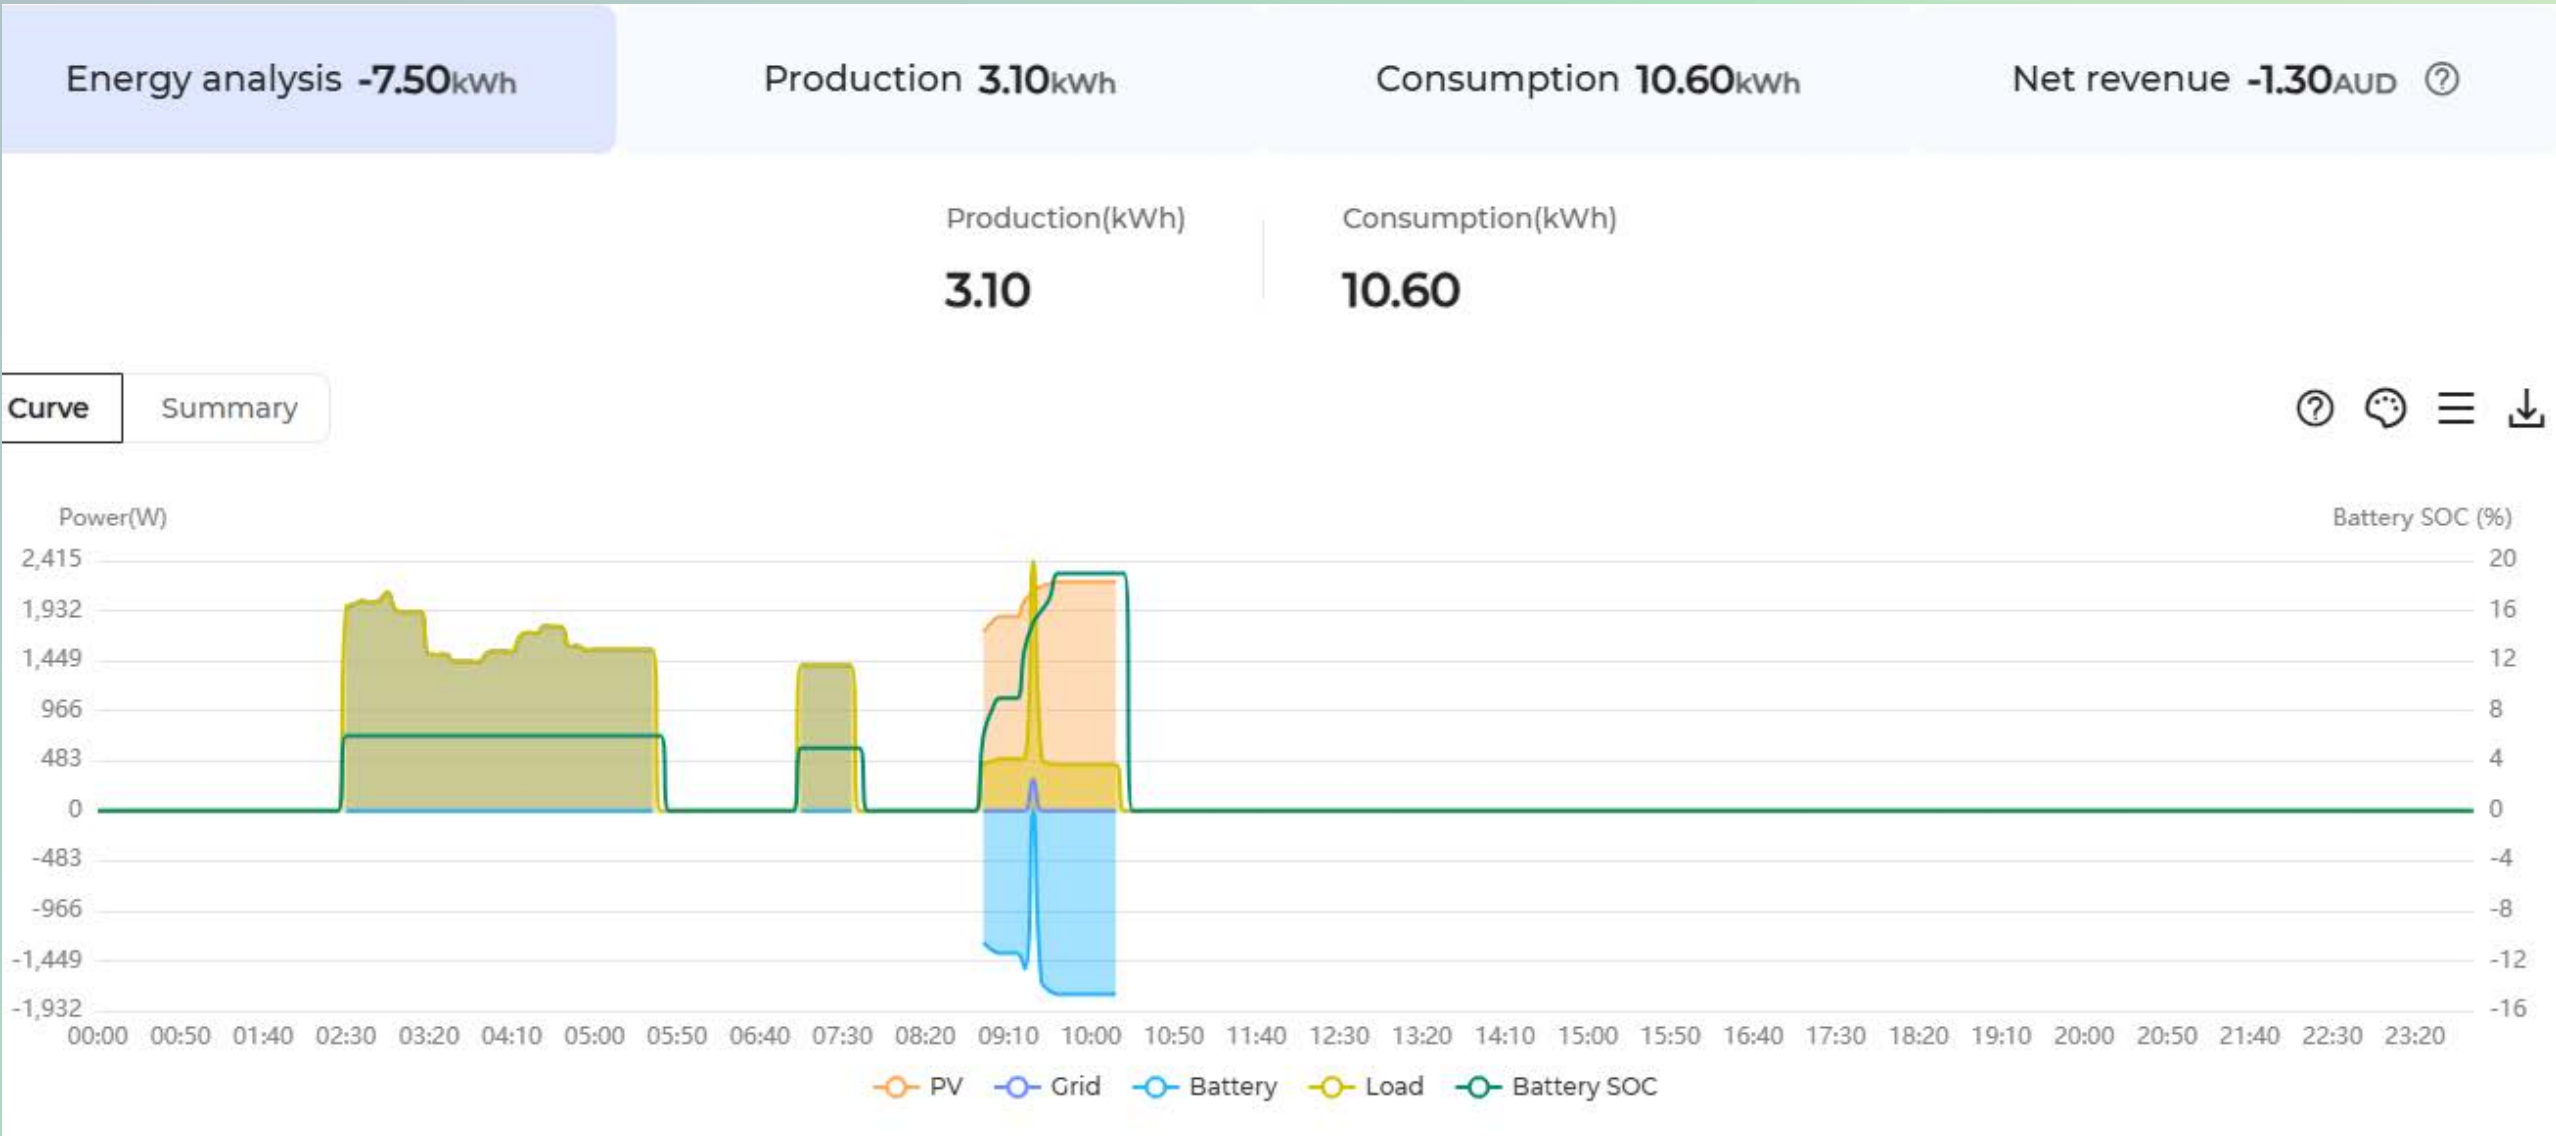 Energy analysis -7.50kWh Production 3.10kWh Consumption 10.60kWh Net revenue -1.30AUD ?
Production(kWh) Consumption(kWh)
3.10 10.60
Curve Summary
?
Power(W) Battery SOC (%)
2,415 20
1,932 16
1,449 12
966 8
483 4
0 0
-483 -4
-966 -8
-1,449 -12
-1,932 -16
00:00 00:50 01:40 02:30 03:20 04:10 05:00 05:50 06:40 07:30 08:20 09:10 10:00 10:50 11:40 12:30 13:20 14:10 15:00 15:50 16:40 17:30 18:20 19:10 20:00 20:50 21:40 22:30 23:20
PV Grid Battery Load Battery SOC